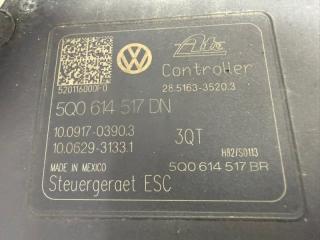 Ate
Controller
520116000F0
28.5163-3520.3
5Q0 614 517 DN
10.0917-0390.3
3QT
10.0629-3133.1
H82/S0113
MADE IN MEXICO
5Q0 614 517 BR
Steuergeraet ESC